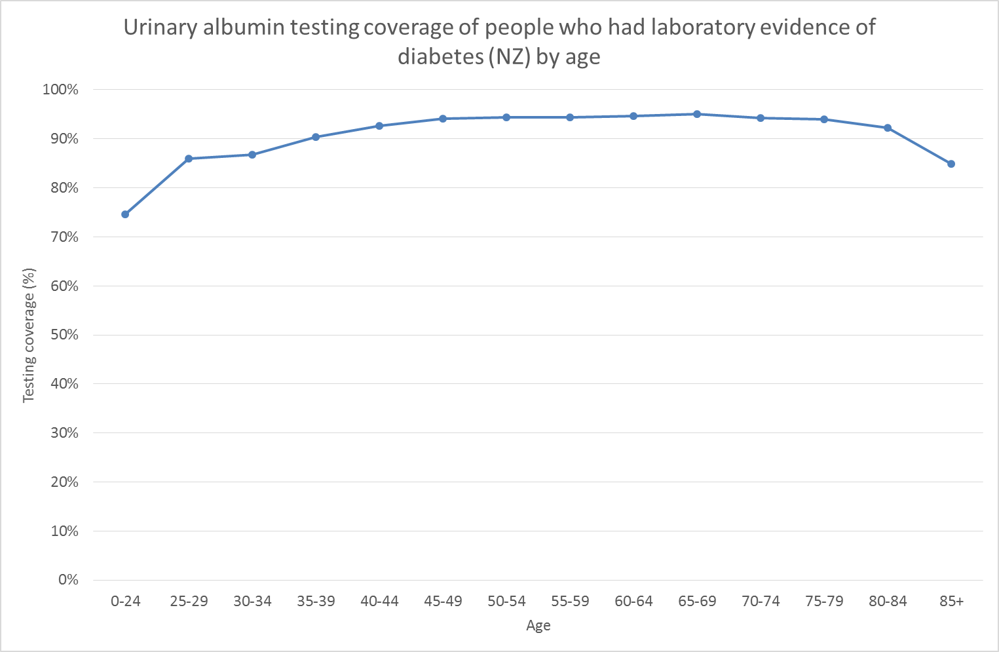 Urinary albumin testing coverage of people who had laboratory evidence of
diabetes (NZ) by age
100%
90%
80%
70%
60%
50%
40%
30%
20%
10%
0%
Testing coverage (%)
0-24 25-29 30-34 35-39 40-44 45-49 50-54 55-59 60-64 65-69 70-74 75-79 80-84 85+
Age